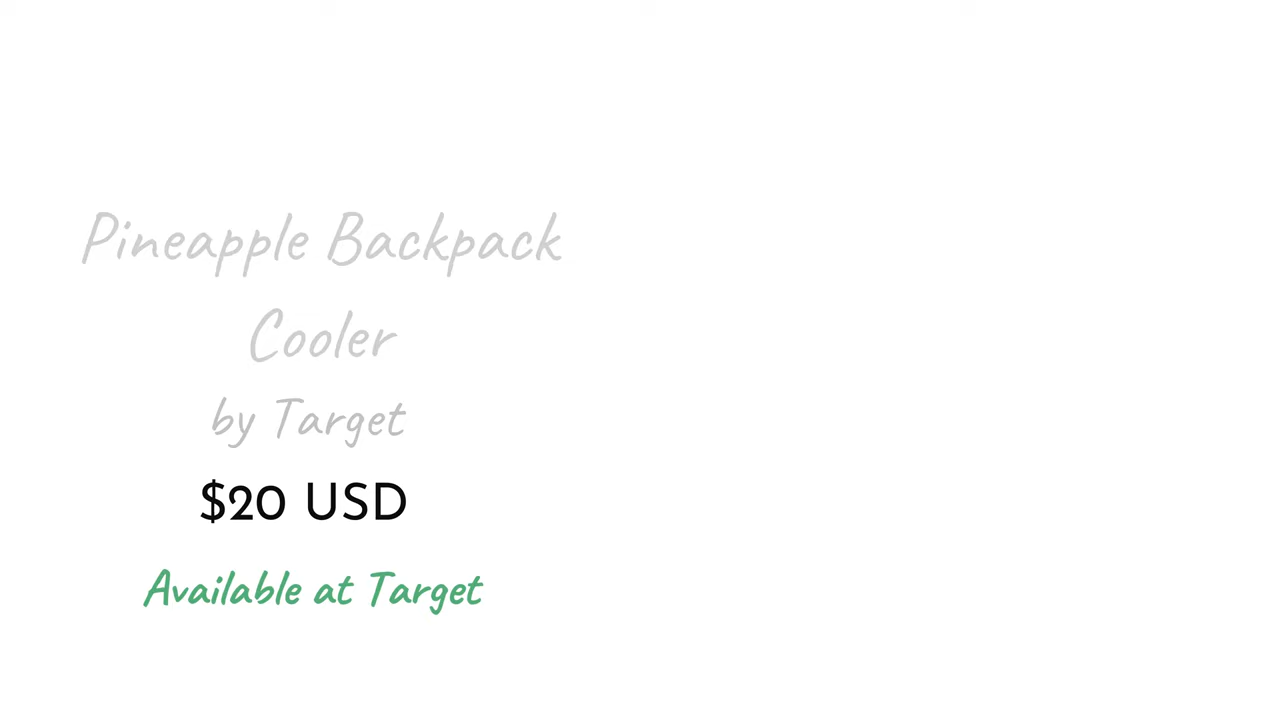 Pineapple Backpack
Cooler
by Target
$20 USD
Available at Target